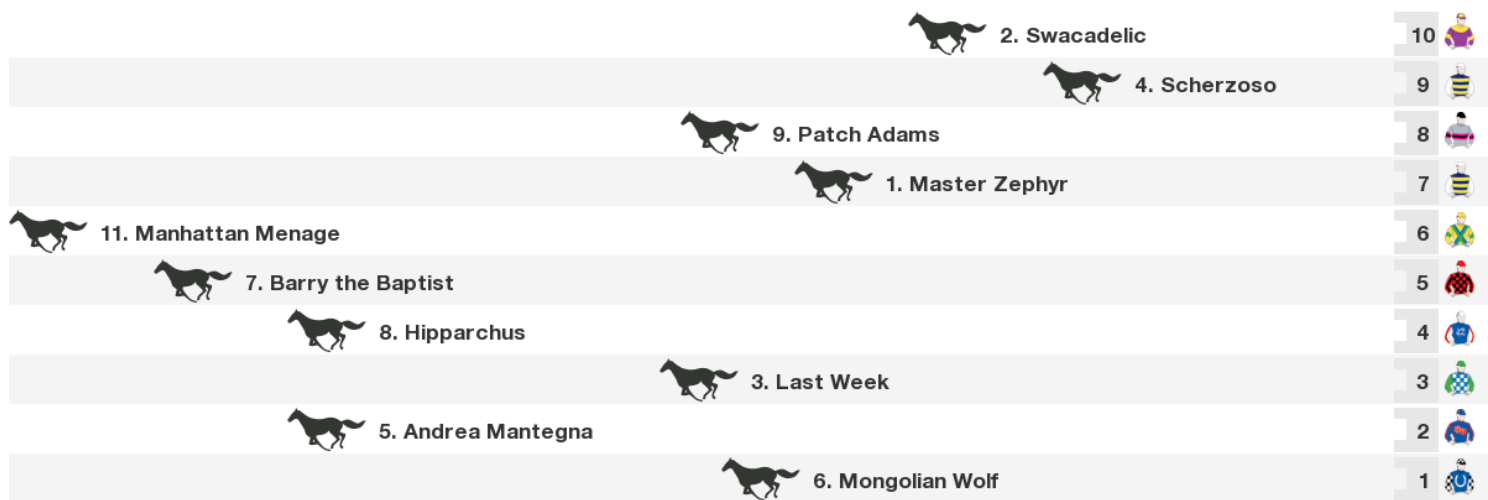 2. Swacadelic 10
4. Scherzoso 9
9. Patch Adams 8
1. Master Zephyr 7
11. Manhattan Menage 6
7. Barry the Baptist 5
8. Hipparchus 4
3. Last Week 3
5. Andrea Mantegna 2
6. Mongolian Wolf 1